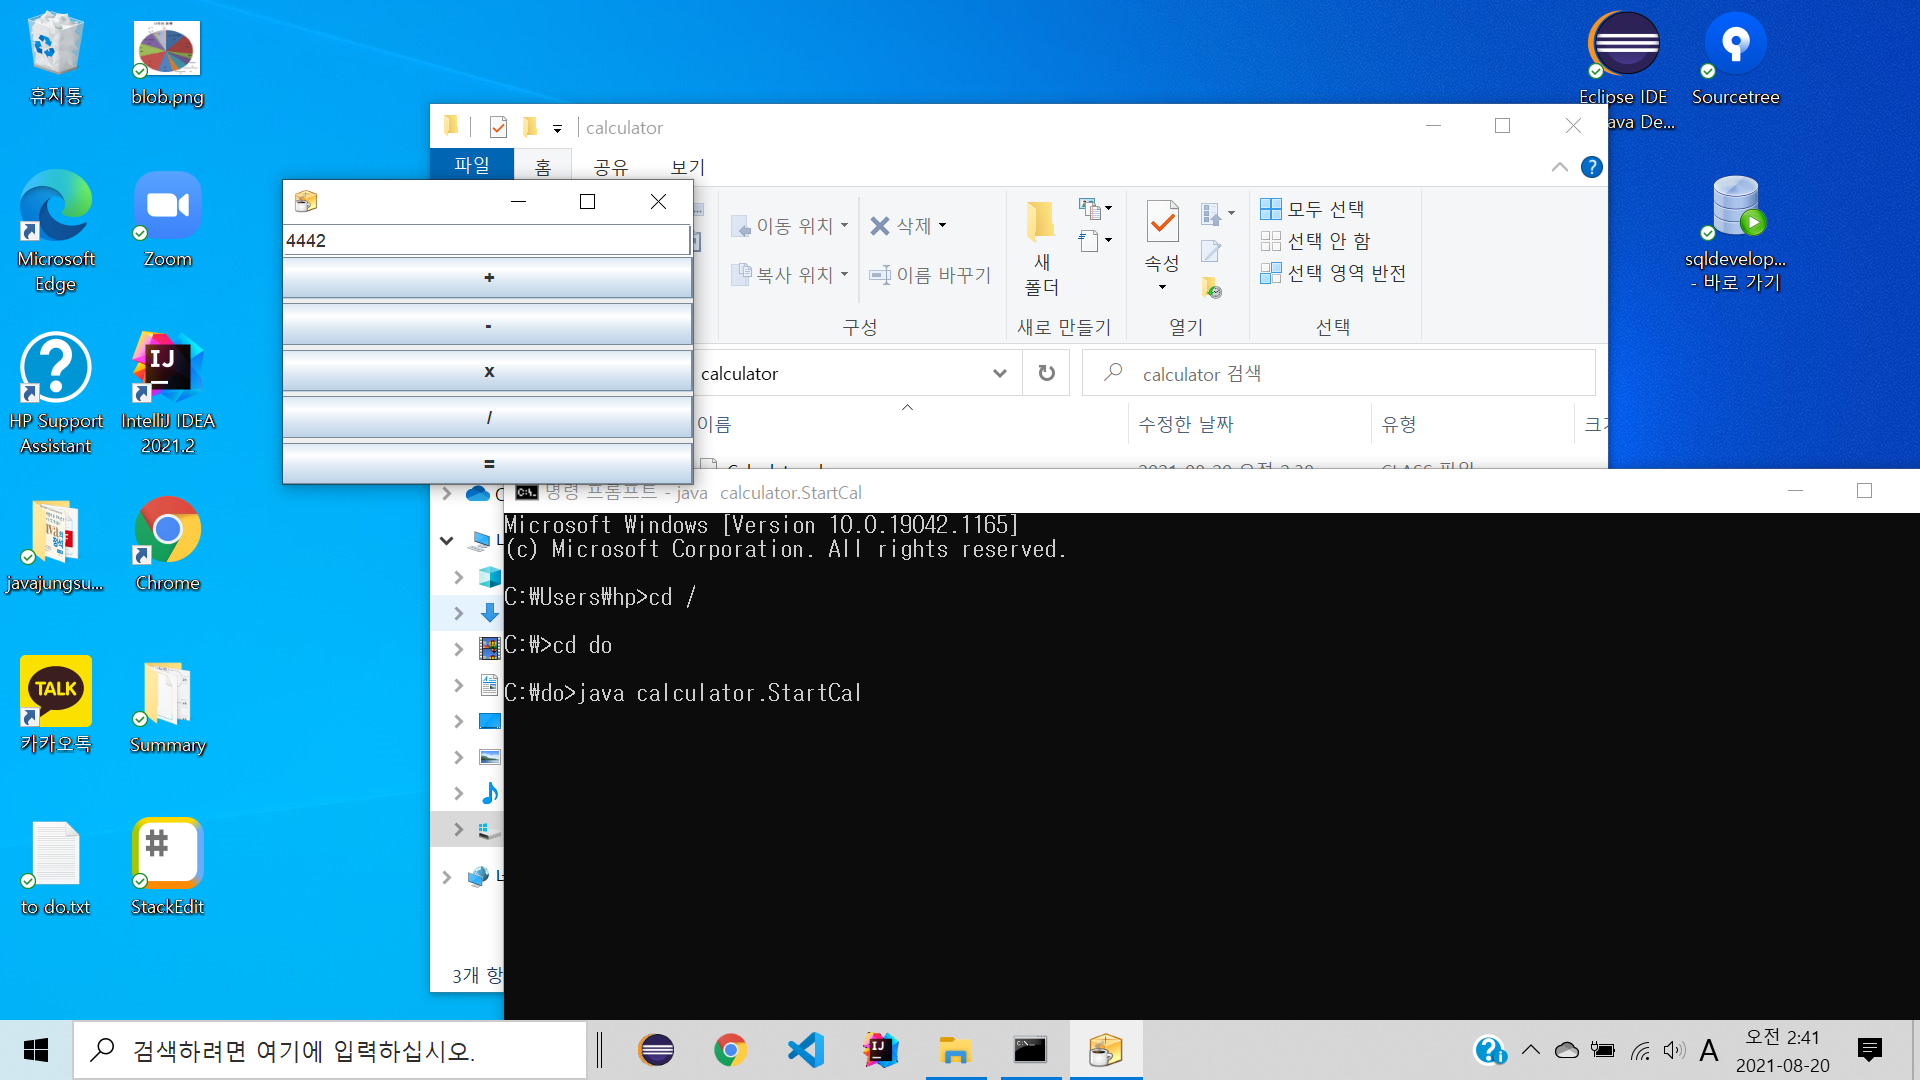 휴지통
blob.png
Microsoft
Edge
Zoom
HP Support
Assistant
IntelliJ IDEA
2021.2
javajungsu...
Chrome
TALK
카카오톡
Summary
to do.txt
StackEdit
Eclipse IDE
ava De...
Sourcetree
sqldevelop...
- 바로 가기
calculator
파일
홈
공유
보기
이동 위치
삭제
복사 위치
이름 바꾸기
구성
새
폴더
새로 만들기
속성
열기
모두 선택
선택 안 함
선택 영역 반전
선택
calculator
calculator 검색
이름
수정한 날짜
유형
3개 항
4442
+
-
x
/
=
명령 프롬프트 - java calculator.StartCal
Microsoft Windows [Version 10.0.19042.1165]
(c) Microsoft Corporation. All rights reserved.
C:₩Users₩hp>cd /
C:₩>cd do
C:₩do>java calculator.StartCal
검색하려면 여기에 입력하십시오.
A
오전 2:41
2021-08-20